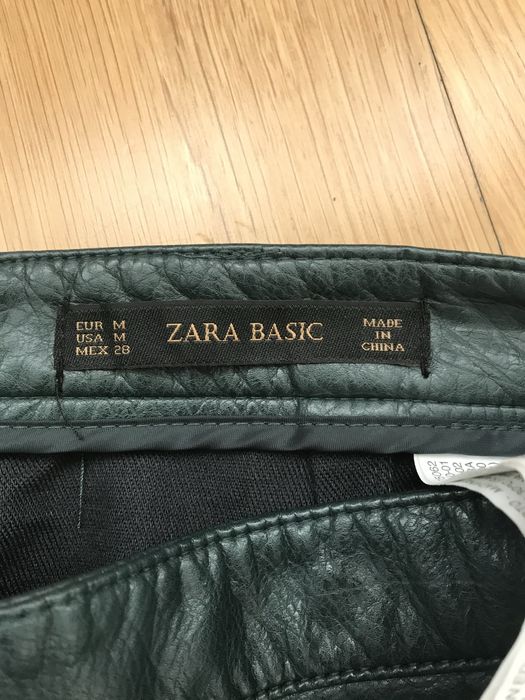 EUR M
USA M
MEX 28
ZARA BASIC
MADE
IN
CHINA